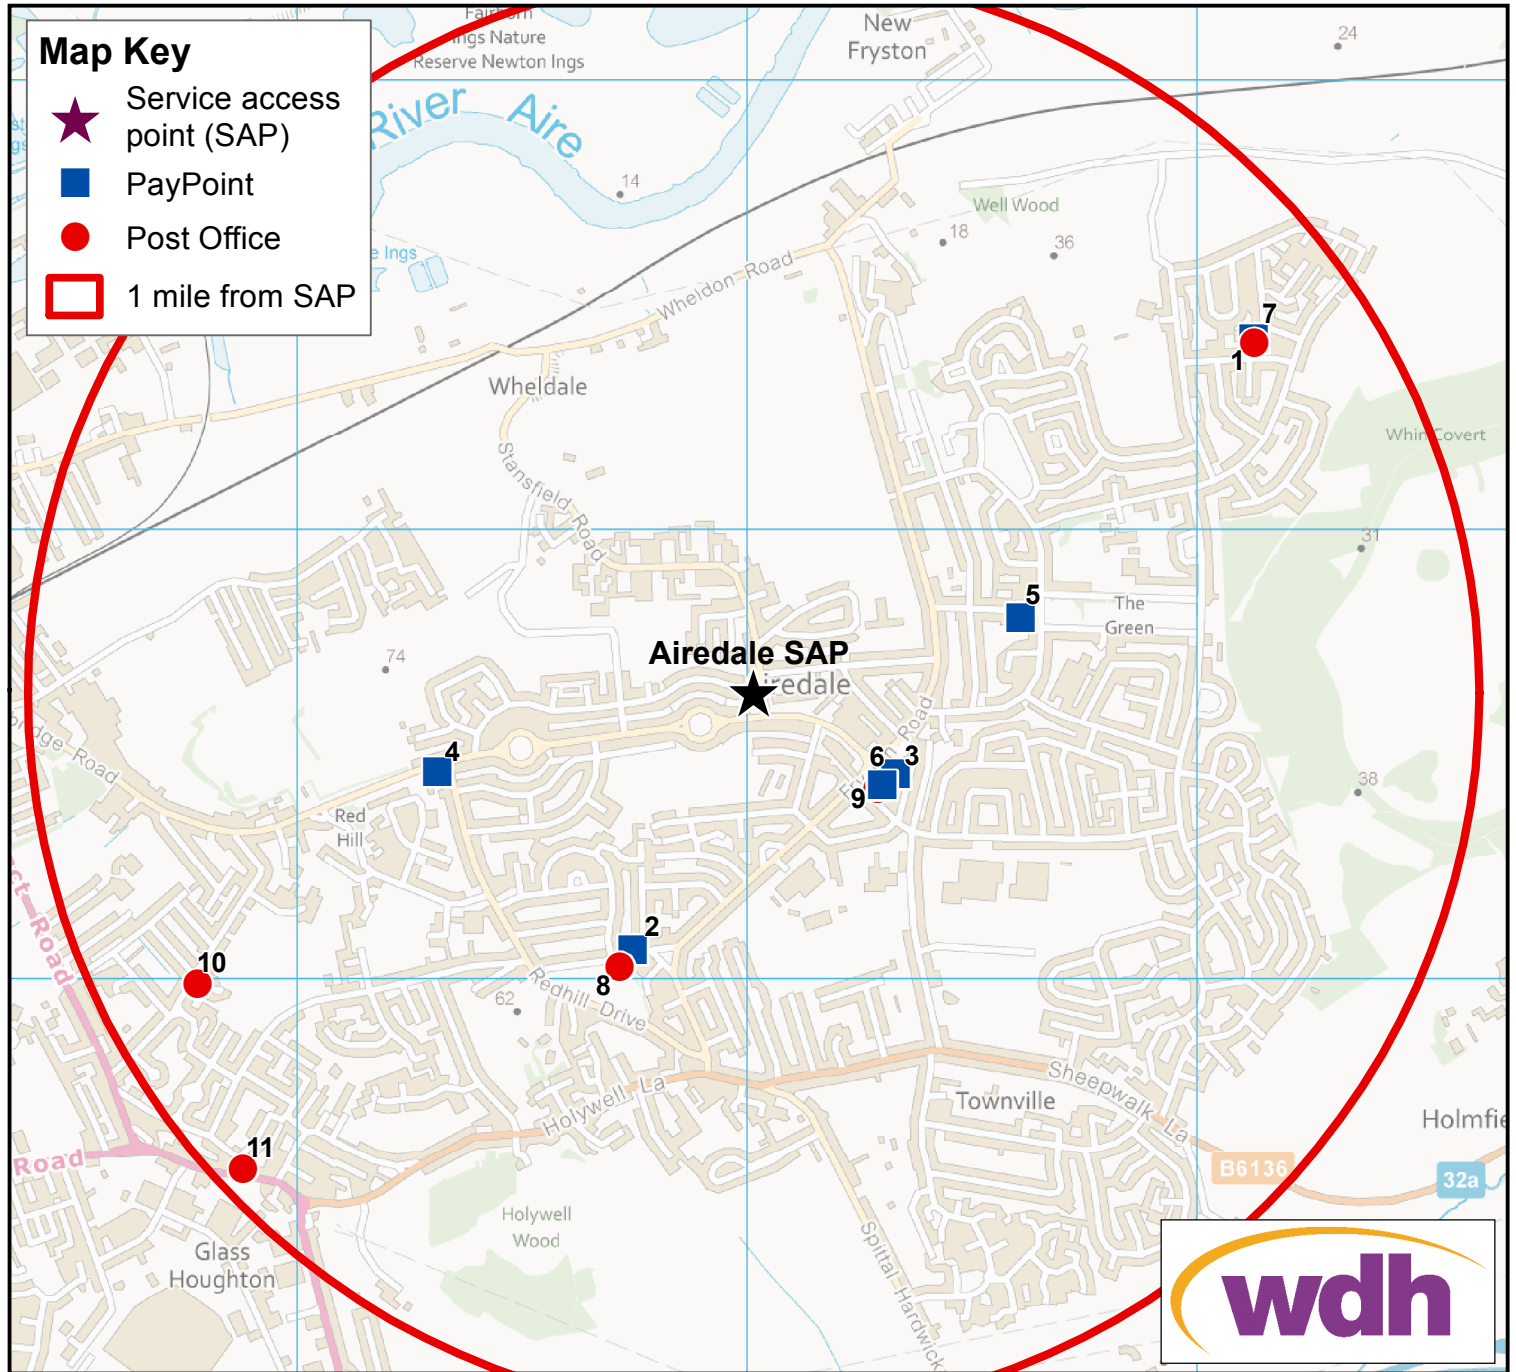 Map Key
Service access
point (SAP)
PayPoint
Post Office
1 mile from SAP
ings Nature
Reserve Newton Ings
New
Fryston
24
River Aire
14
e Ings
Well Wood
18
36
Wheldon Road
7
1
Wheldale
Whin Covert
Stansfield Road
31
5
The
Green
Airedale SAP
iredale
74
bridge Road
4
6
3
9
Road
38
Red
Hill
2
8
10
Redhill Drive
62
Road
Holywell La
Sheepwalk La
Townville
Holmfie
11
Road
B6136
32a
Holywell
Wood
Glass
Houghton
Spittal Hardwick
wdh